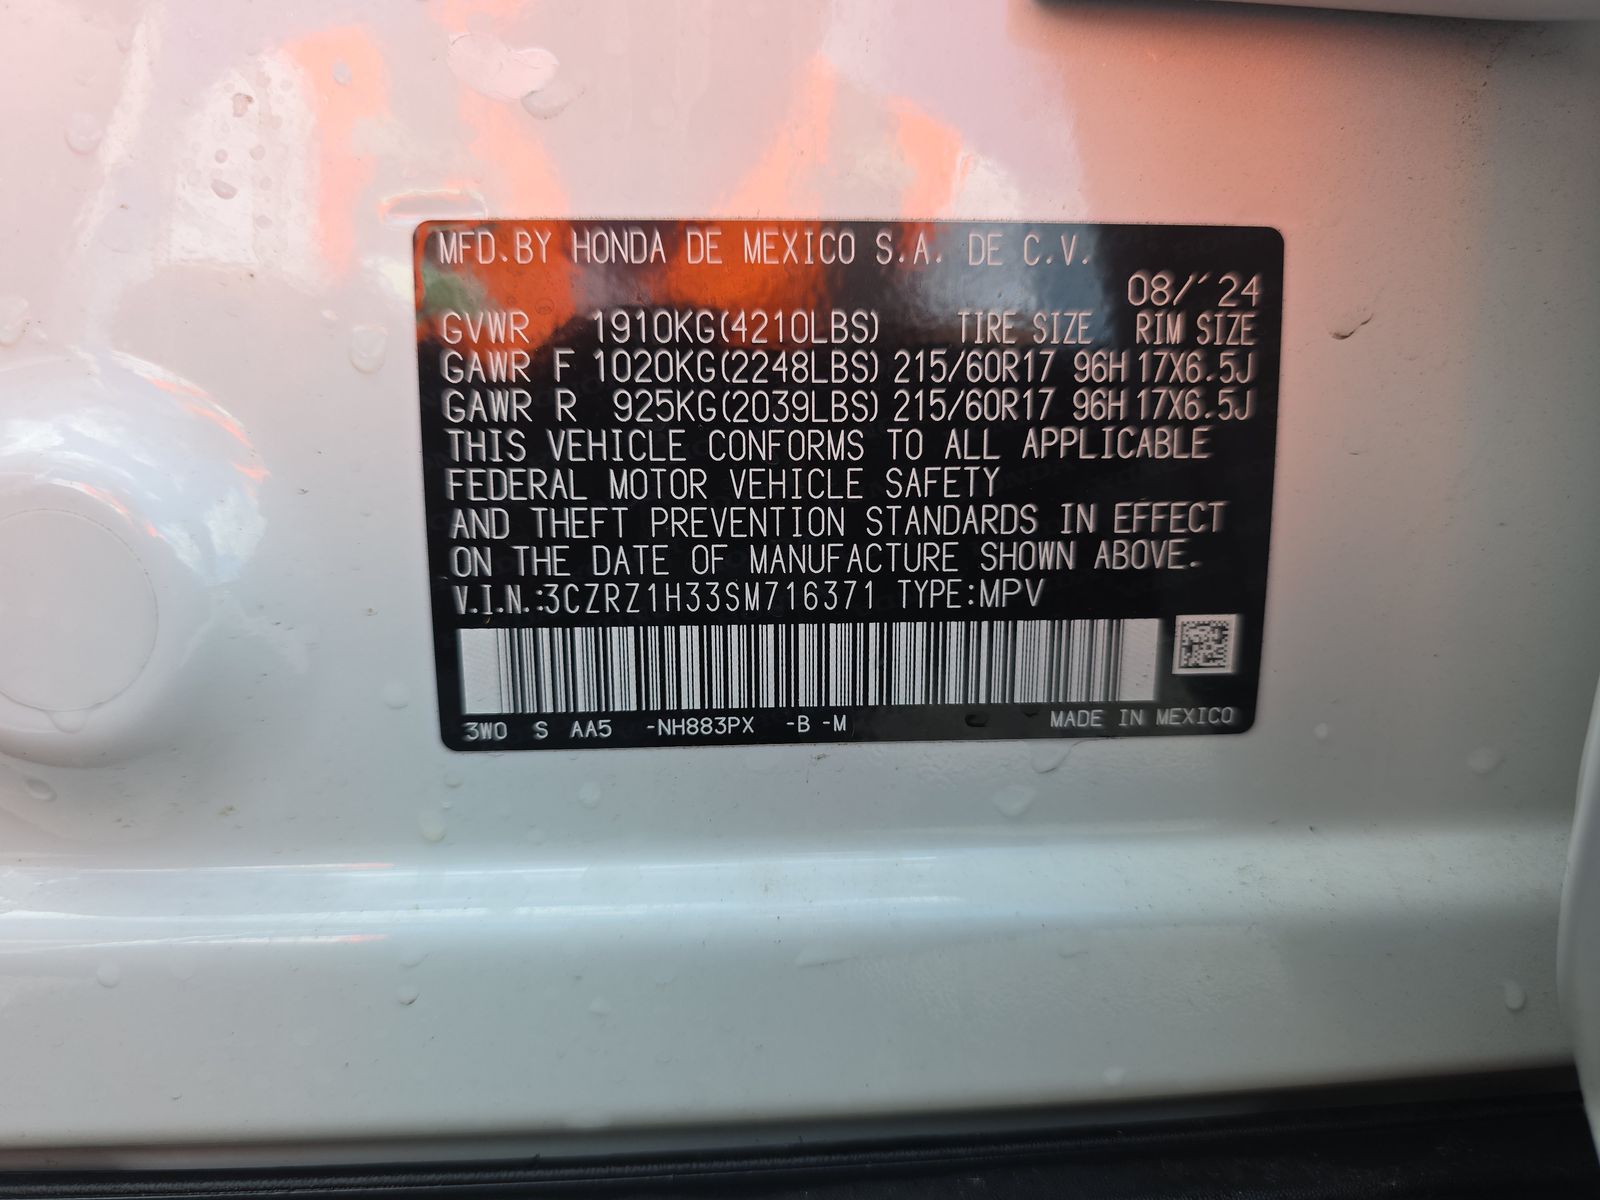 MFD.BY HONDA DE MEXICO S.A. DE C.V.
08/´24
GVWR 1910KG(4210LBS) TIRE SIZE RIM SIZE
GAWR F 1020KG(2248LBS) 215/60R17 96H 17X6.5J
GAWR R 925KG(2039LBS) 215/60R17 96H 17X6.5J
THIS VEHICLE CONFORMS TO ALL APPLICABLE
FEDERAL MOTOR VEHICLE SAFETY
AND THEFT PREVENTION STANDARDS IN EFFECT
ON THE DATE OF MANUFACTURE SHOWN ABOVE.
V.I.N.:3CZRZ1H33SM716371 TYPE:MPV
3W0 S AA5 -NH883PX -B -M MADE IN MEXICO